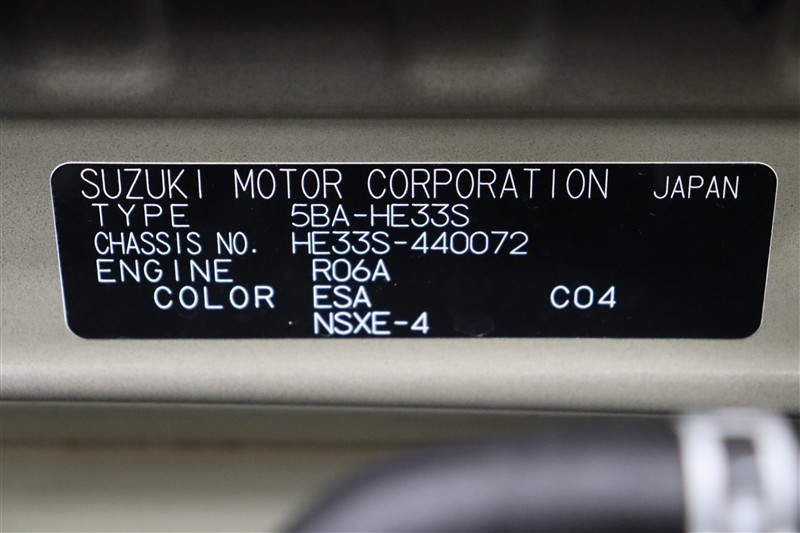 SUZUKI MOTOR CORPORATION JAPAN
TYPE 5BA-HE33S
CHASSIS NO. HE33S-440072
ENGINE R06A
COLOR ESA C04
NSXE-4